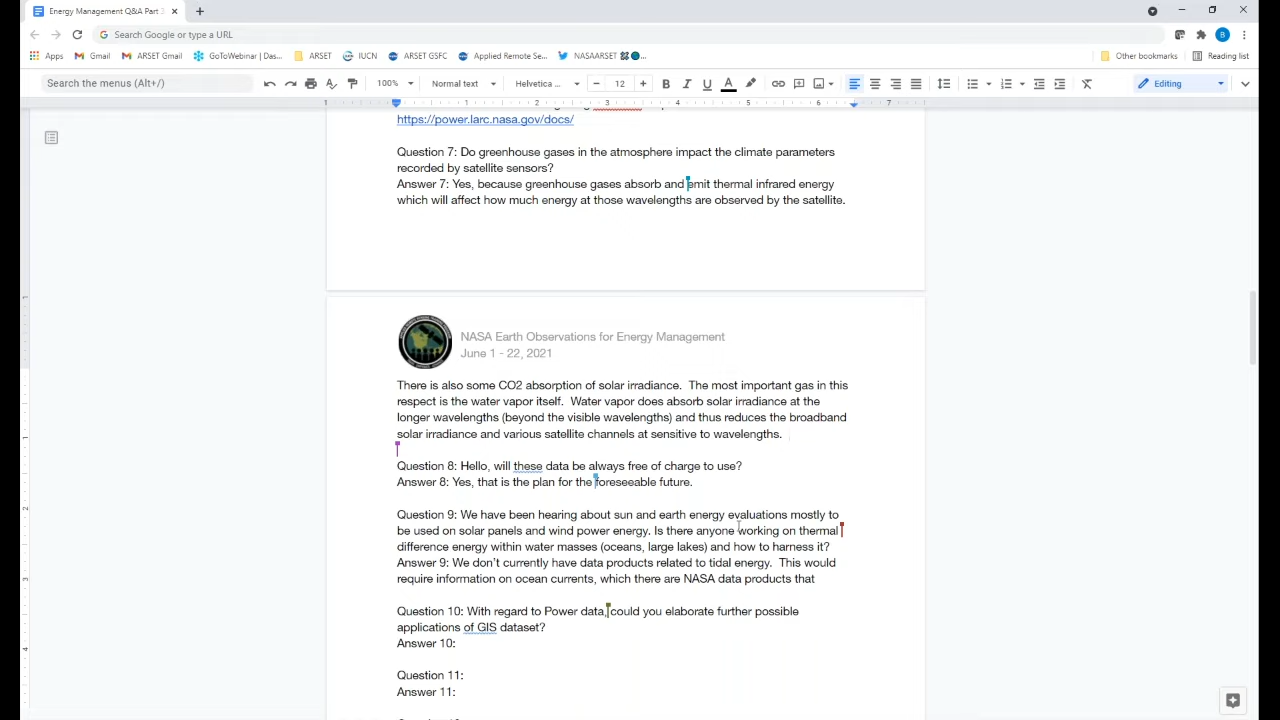 Energy Management Q&A Part 2
Search Google or type a URL
Apps Gmail ARSET Gmail GoToWebinar | Das... ARSET IUCN ARSET GSFC Applied Remote Se... NASAARSET Other bookmarks Reading list
Search the menus (Alt+/) 100% Normal text Helvetica ... 12 B I U A Editing
1 1 2 3 4 5 6 7
https://power.larc.nasa.gov/docs/
Question 7: Do greenhouse gases in the atmosphere impact the climate parameters
recorded by satellite sensors?
Answer 7: Yes, because greenhouse gases absorb and emit thermal infrared energy
which will affect how much energy at those wavelengths are observed by the satellite.
NASA Earth Observations for Energy Management
June 1 - 22, 2021
There is also some CO2 absorption of solar irradiance. The most important gas in this
respect is the water vapor itself. Water vapor does absorb solar irradiance at the
longer wavelengths (beyond the visible wavelengths) and thus reduces the broadband
solar irradiance and various satellite channels at sensitive to wavelengths.
Question 8: Hello, will these data be always free of charge to use?
Answer 8: Yes, that is the plan for the foreseeable future.
Question 9: We have been hearing about sun and earth energy evaluations mostly to
be used on solar panels and wind power energy. Is there anyone working on thermal
difference energy within water masses (oceans, large lakes) and how to harness it?
Answer 9: We don't currently have data products related to tidal energy. This would
require information on ocean currents, which there are NASA data products that
Question 10: With regard to Power data, could you elaborate further possible
applications of GIS dataset?
Answer 10:
Question 11:
Answer 11: